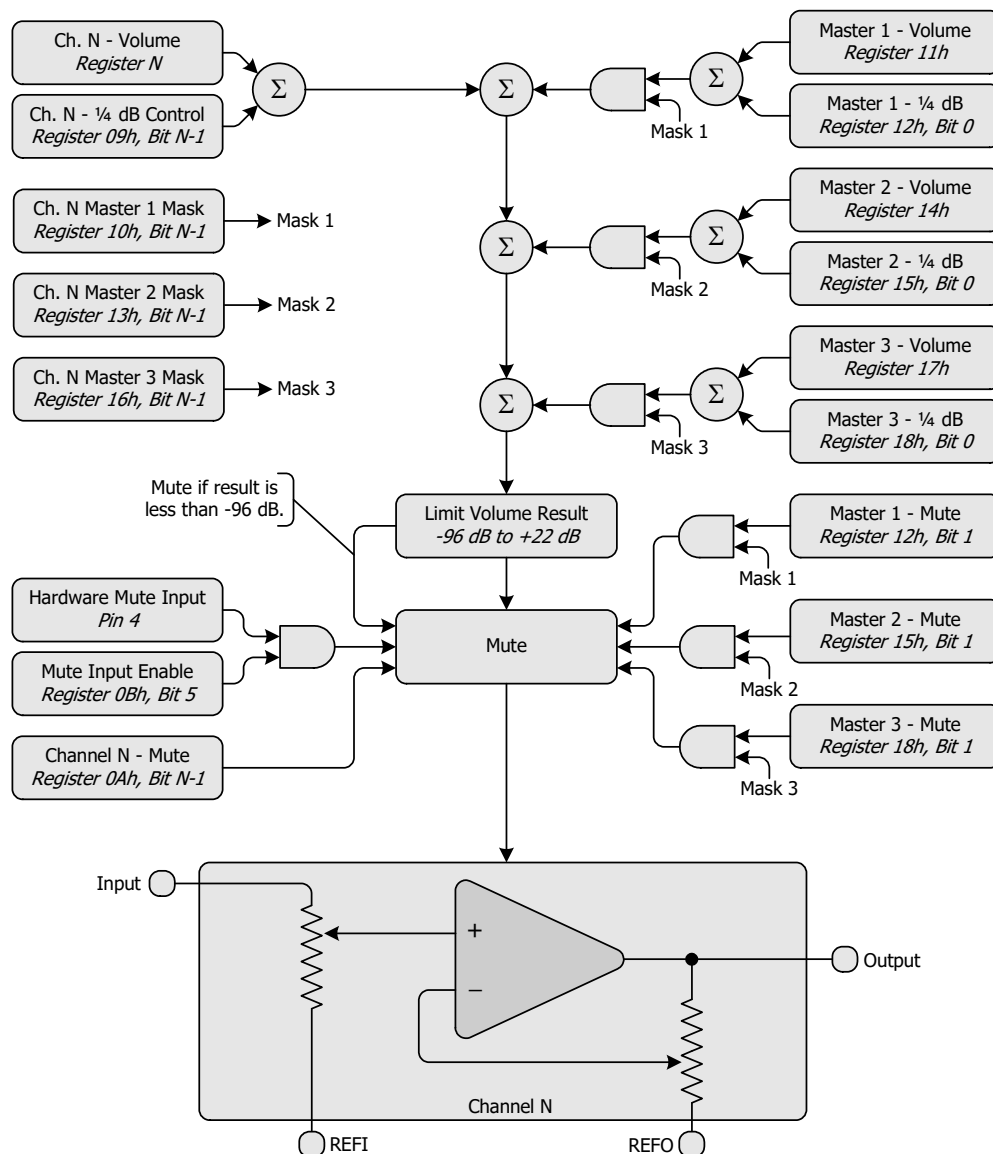 Ch. N - Volume
Register N
Ch. N - ¼ dB Control
Register 09h, Bit N-1
Σ
Σ
Mask 1
Σ
Master 1 - Volume
Register 11h
Master 1 - ¼ dB
Register 12h, Bit 0
Ch. N Master 1 Mask
Register 10h, Bit N-1
Mask 1
Ch. N Master 2 Mask
Register 13h, Bit N-1
Mask 2
Ch. N Master 3 Mask
Register 16h, Bit N-1
Mask 3
Σ
Mask 2
Σ
Master 2 - Volume
Register 14h
Master 2 - ¼ dB
Register 15h, Bit 0
Σ
Mask 3
Σ
Master 3 - Volume
Register 17h
Master 3 - ¼ dB
Register 18h, Bit 0
Mute if result is
less than -96 dB.
Limit Volume Result
-96 dB to +22 dB
Master 1 - Mute
Register 12h, Bit 1
Mask 1
Hardware Mute Input
Pin 4
Mute Input Enable
Register 0Bh, Bit 5
Mute
Master 2 - Mute
Register 15h, Bit 1
Mask 2
Channel N - Mute
Register 0Ah, Bit N-1
Master 3 - Mute
Register 18h, Bit 1
Mask 3
Input
+
−
Output
Channel N
REFI
REFO